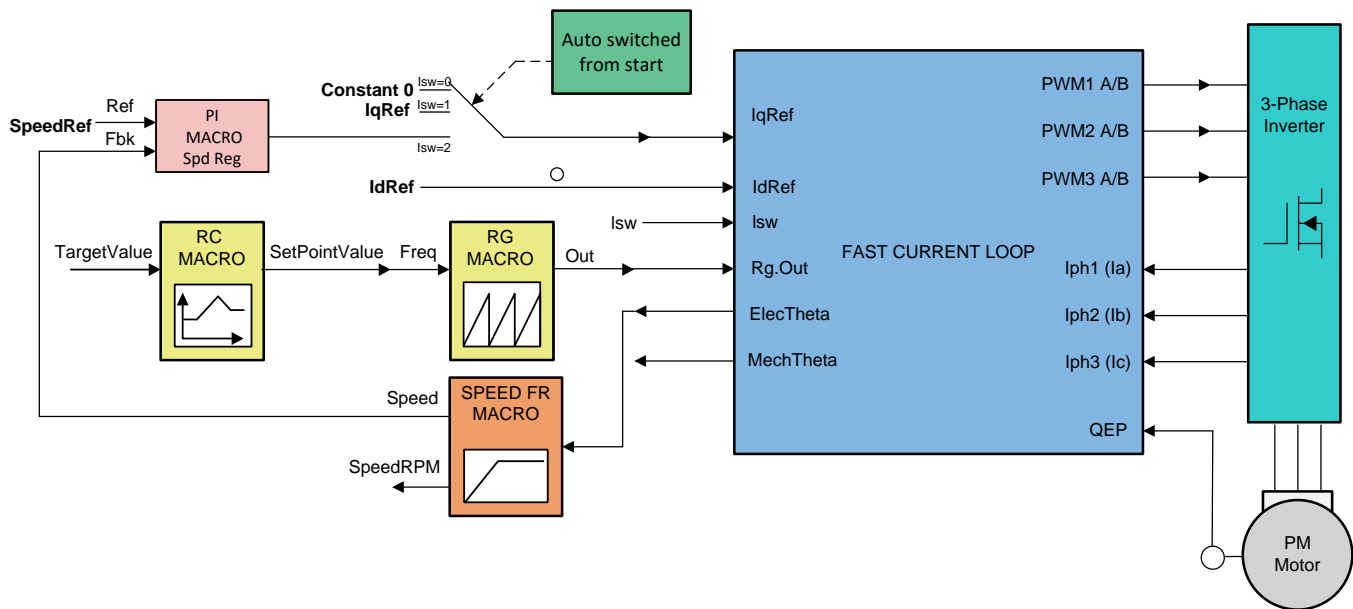 Auto switched
from start
Constant 0
Isw=0
IqRef
Isw=1
Isw=2
SpeedRef
Ref
Fbk
PI
MACRO
Spd Reg
IdRef
Isw
TargetValue
RC
MACRO
SetPointValue
Freq
RG
MACRO
Out
Speed
SPEED FR
MACRO
SpeedRPM
IqRef
IdRef
Isw
Rg.Out
ElecTheta
MechTheta
FAST CURRENT LOOP
PWM1 A/B
PWM2 A/B
PWM3 A/B
Iph1 (Ia)
Iph2 (Ib)
Iph3 (Ic)
QEP
3-Phase
Inverter
PM
Motor